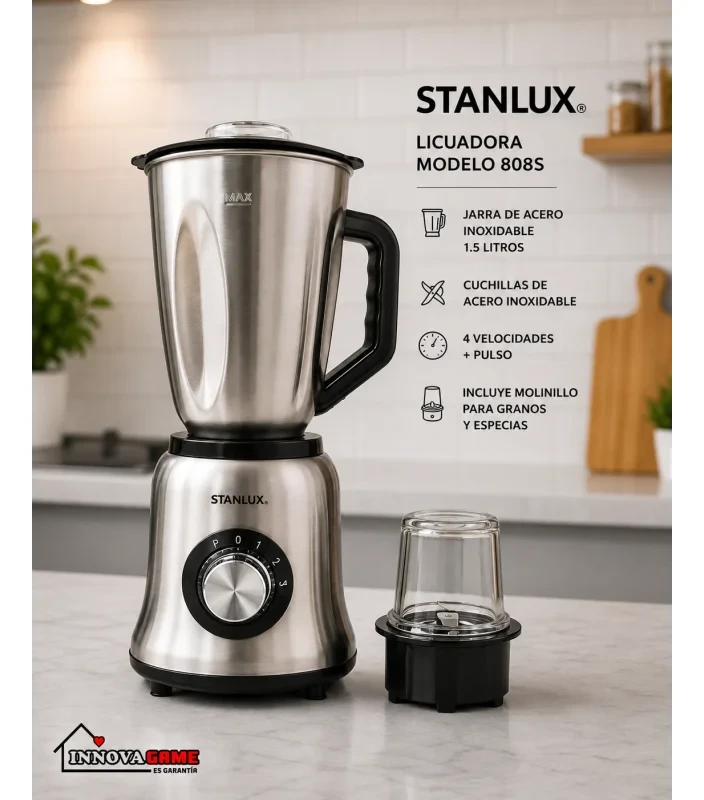 STANLUX®
LICUADORA
MODELO 808S
JARRA DE ACERO
INOXIDABLE
1.5 LITROS
CUCHILLAS DE
ACERO INOXIDABLE
4 VELOCIDADES
+ PULSO
INCLUYE MOLINILLO
PARA GRANOS
Y ESPECIAS
MAX
STANLUX®
P 0 1 2 3
INNOVAGAME
ES GARANTÍA